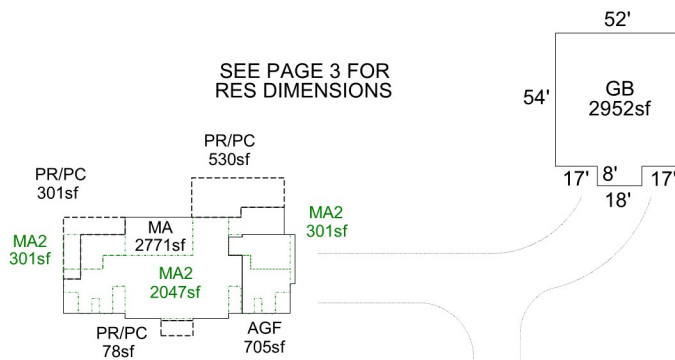 52'
SEE PAGE 3 FOR
RES DIMENSIONS
54'
GB
2952sf
17'
8'
17'
18'
PR/PC
530sf
PR/PC
301sf
MA2
301sf
MA
2771sf
MA2
301sf
MA2
2047sf
PR/PC
78sf
AGF
705sf